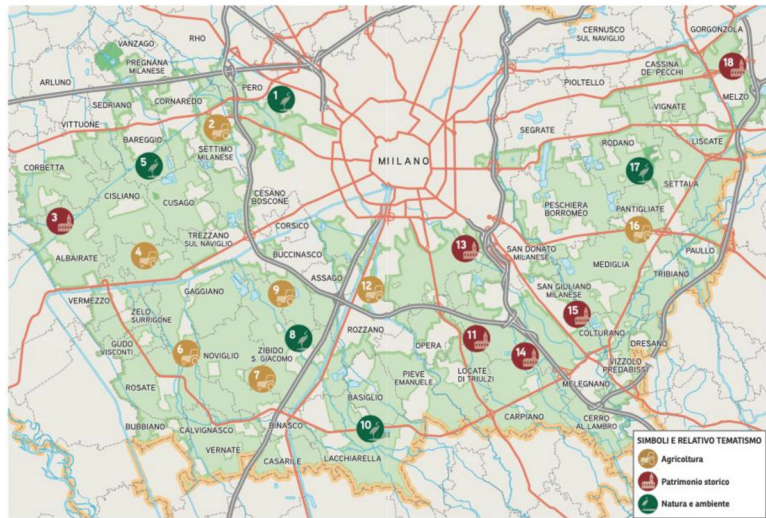 VANZAGO
RHO
PREGNANA
MILANESE
ARLUNO
SEDRIANO
CORNAREDO
PERO
1
VITTUONE
2
SETTIMO
MILANESE
BAREGGIO
5
CORBETTA
CISLIANO
CUSAGO
3
CESANO
BOSCONE
TREZZANO
SUL NAVIGLIO
CORSICO
ALBAIRATE
4
BUCCINASCO
MILANO
CERNUSCO
SUL NAVIGLIO
GORGONZOLA
CASSINA
DE' PECCHI
18
PIOLTELLO
MELZO
VIGNATE
SEGRATE
LISCATE
RODANO
17
SETTALA
PESCHIERA
BORROMEO
PANTIGLIATE
16
13
SAN DONATO
MILANESE
PAULLO
MEDIGLIA
TRIBIANO
VERMEZZO
GAGGIANO
9
ASSAGO
12
SAN GIULIANO
MILANESE
15
ZELO
SURRIGONE
GUDO
VISCONTI
6
NOVIGLIO
8
ZIBIDO
S. GIACOMO
7
ROZZANO
OPERA
11
14
COLTURANO
DRESANO
VIZZOLO
PREDABISSI
LOCATE
DI TRIULZI
PIEVE
EMANUELE
MELEGNANO
ROSATE
BASIGLIO
CARPIANO
CERRO
AL LAMBRO
BUBBIANO
CALVIGNASCO
BINASCO
10
VERNATE
CASARILE
LACCHIARELLA
SIMBOLI E RELATIVO TEMATISMO
Agricoltura
Patrimonio storico
Natura e ambiente